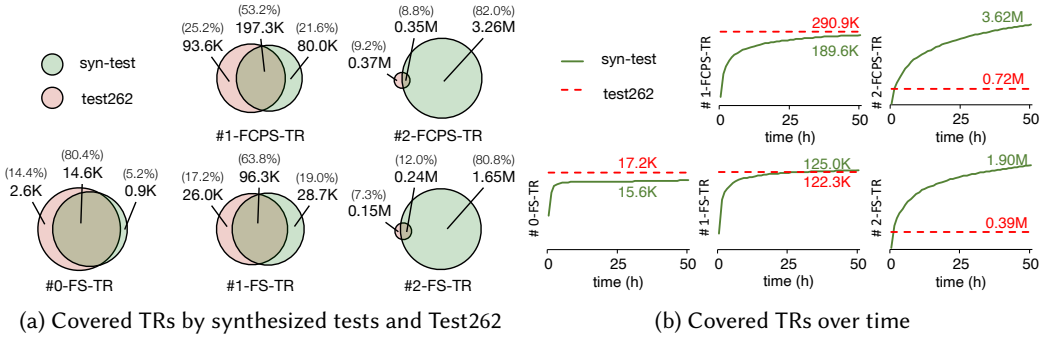 (53.2%)
197.3K
(25.2%)
93.6K
(21.6%)
80.0K
#1-FCPS-TR
(8.8%)
0.35M
(82.0%)
3.26M
(9.2%)
0.37M
#2-FCPS-TR
syn-test
test262
(80.4%)
14.6K
(14.4%)
2.6K
(5.2%)
0.9K
#0-FS-TR
(63.8%)
96.3K
(17.2%)
26.0K
(19.0%)
28.7K
#1-FS-TR
(12.0%)
0.24M
(80.8%)
1.65M
(7.3%)
0.15M
#2-FS-TR
(a) Covered TRs by synthesized tests and Test262
syn-test
test262
# 1-FCPS-TR
290.9K
189.6K
0 25 50
time (h)
# 2-FCPS-TR
3.62M
0.72M
0 25 50
time (h)
# 0-FS-TR
17.2K
15.6K
0 25 50
time (h)
# 1-FS-TR
125.0K
122.3K
0 25 50
time (h)
# 2-FS-TR
1.90M
0.39M
0 25 50
time (h)
(b) Covered TRs over time